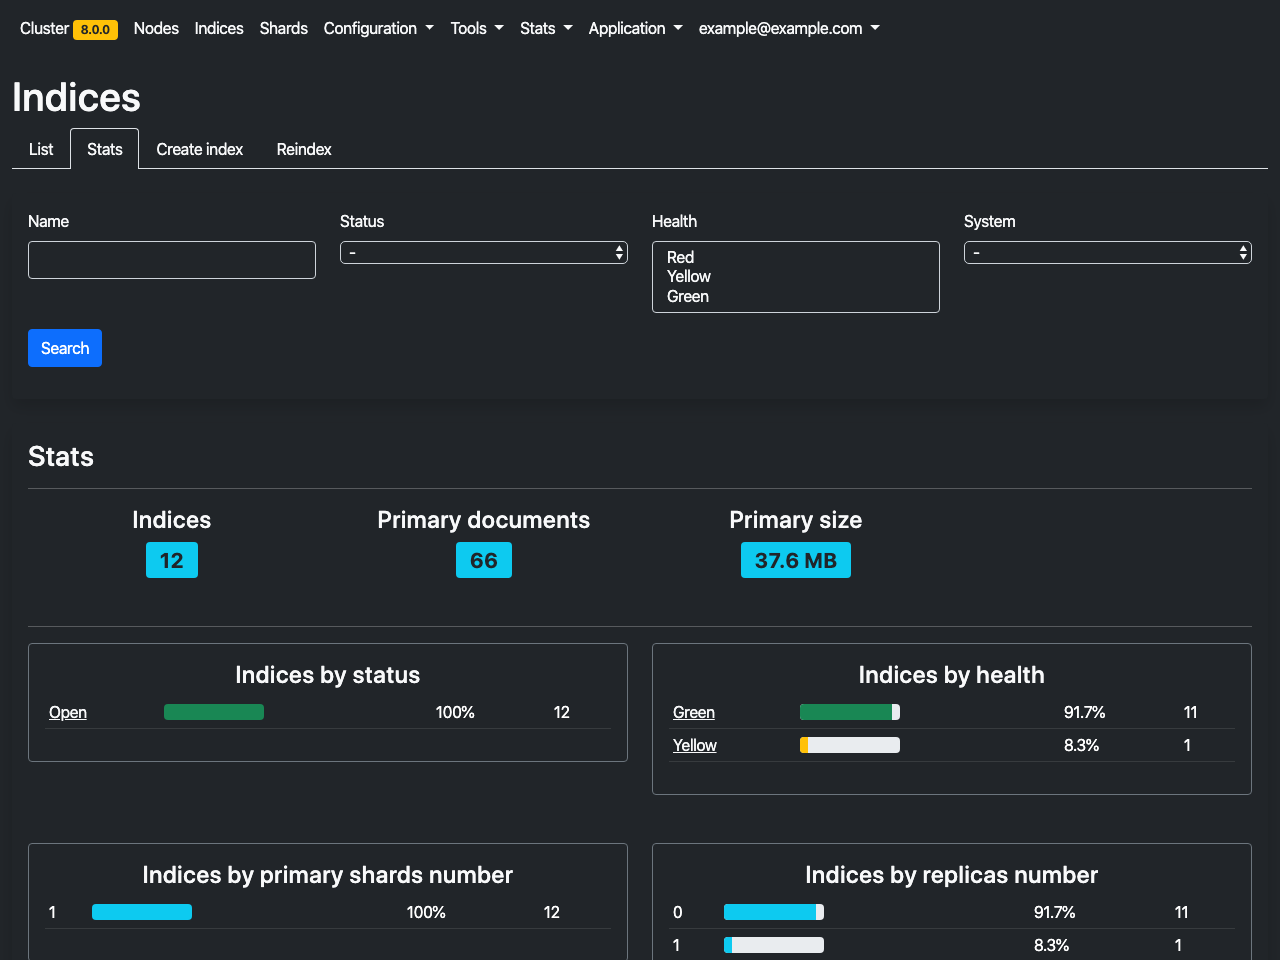 Cluster 8.0.0 Nodes Indices Shards Configuration Tools Stats Application example@example.com
Indices
List Stats Create index Reindex
Name Status Health System
- -
Red
Yellow
Green
Search
Stats
Indices Primary documents Primary size
12 66 37.6 MB
Indices by status
Open 100% 12
Indices by health
Green 91.7% 11
Yellow 8.3% 1
Indices by primary shards number
1 100% 12
Indices by replicas number
0 91.7% 11
1 8.3% 1